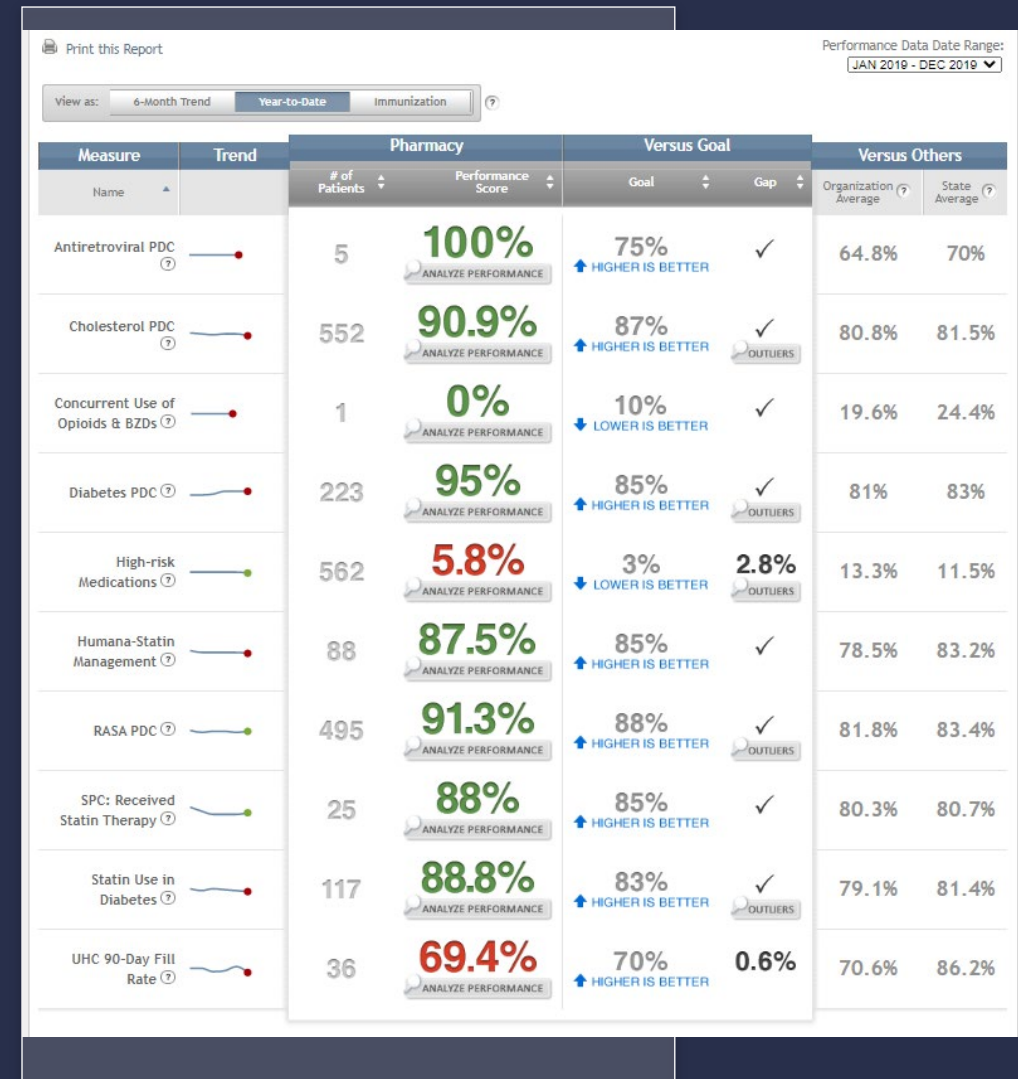 Print this Report
Performance Data Date Range:
JAN 2019 - DEC 2019
View as: 6-Month Trend Year-to-Date Immunization ?
Measure Trend Pharmacy Versus Goal Versus Others
Name # of Patients Performance Score Goal Gap Organization Average ? State Average ?
Antiretroviral PDC ? 5 100% 75% ✓ 64.8% 70%
ANALYZE PERFORMANCE HIGHER IS BETTER
Cholesterol PDC ? 552 90.9% 87% ✓ 80.8% 81.5%
ANALYZE PERFORMANCE HIGHER IS BETTER OUTLIERS
Concurrent Use of Opioids & BZDs ? 1 0% 10% ✓ 19.6% 24.4%
ANALYZE PERFORMANCE LOWER IS BETTER
Diabetes PDC ? 223 95% 85% ✓ 81% 83%
ANALYZE PERFORMANCE HIGHER IS BETTER OUTLIERS
High-risk Medications ? 562 5.8% 3% 2.8% 13.3% 11.5%
ANALYZE PERFORMANCE LOWER IS BETTER OUTLIERS
Humana-Statin Management ? 88 87.5% 85% ✓ 78.5% 83.2%
ANALYZE PERFORMANCE HIGHER IS BETTER
RASA PDC ? 495 91.3% 88% ✓ 81.8% 83.4%
ANALYZE PERFORMANCE HIGHER IS BETTER OUTLIERS
SPC: Received Statin Therapy ? 25 88% 85% ✓ 80.3% 80.7%
ANALYZE PERFORMANCE HIGHER IS BETTER
Statin Use in Diabetes ? 117 88.8% 83% ✓ 79.1% 81.4%
ANALYZE PERFORMANCE HIGHER IS BETTER OUTLIERS
UHC 90-Day Fill Rate ? 36 69.4% 70% 0.6% 70.6% 86.2%
ANALYZE PERFORMANCE HIGHER IS BETTER